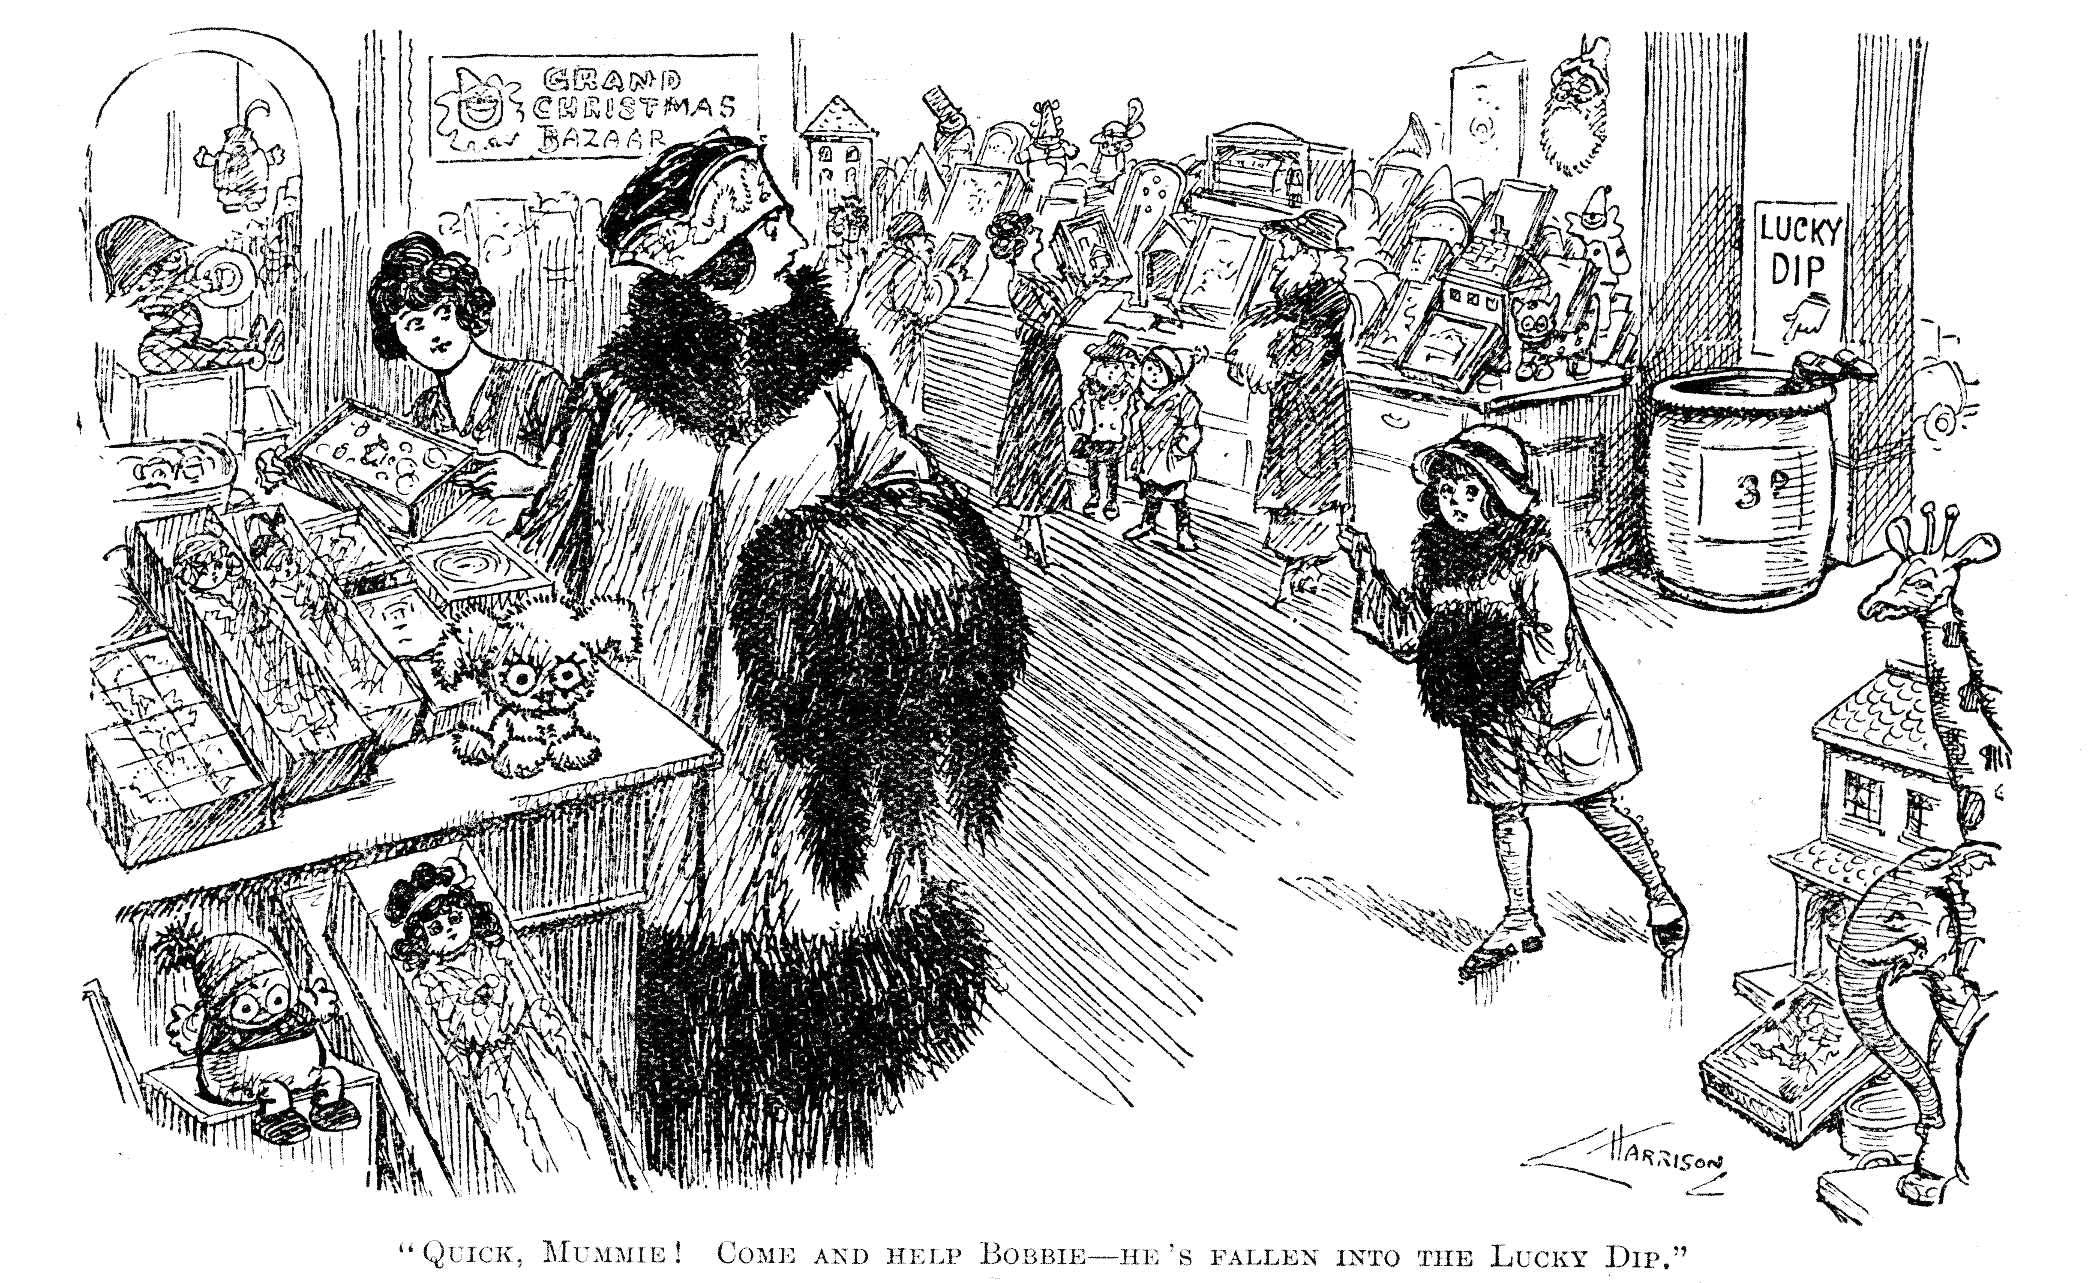 GRAND
CHRISTMAS
BAZAAR
LUCKY
DIP
3D
C HARRISON
“QUICK, MUMMIE! COME AND HELP BOBBIE—HE'S FALLEN INTO THE LUCKY DIP.”